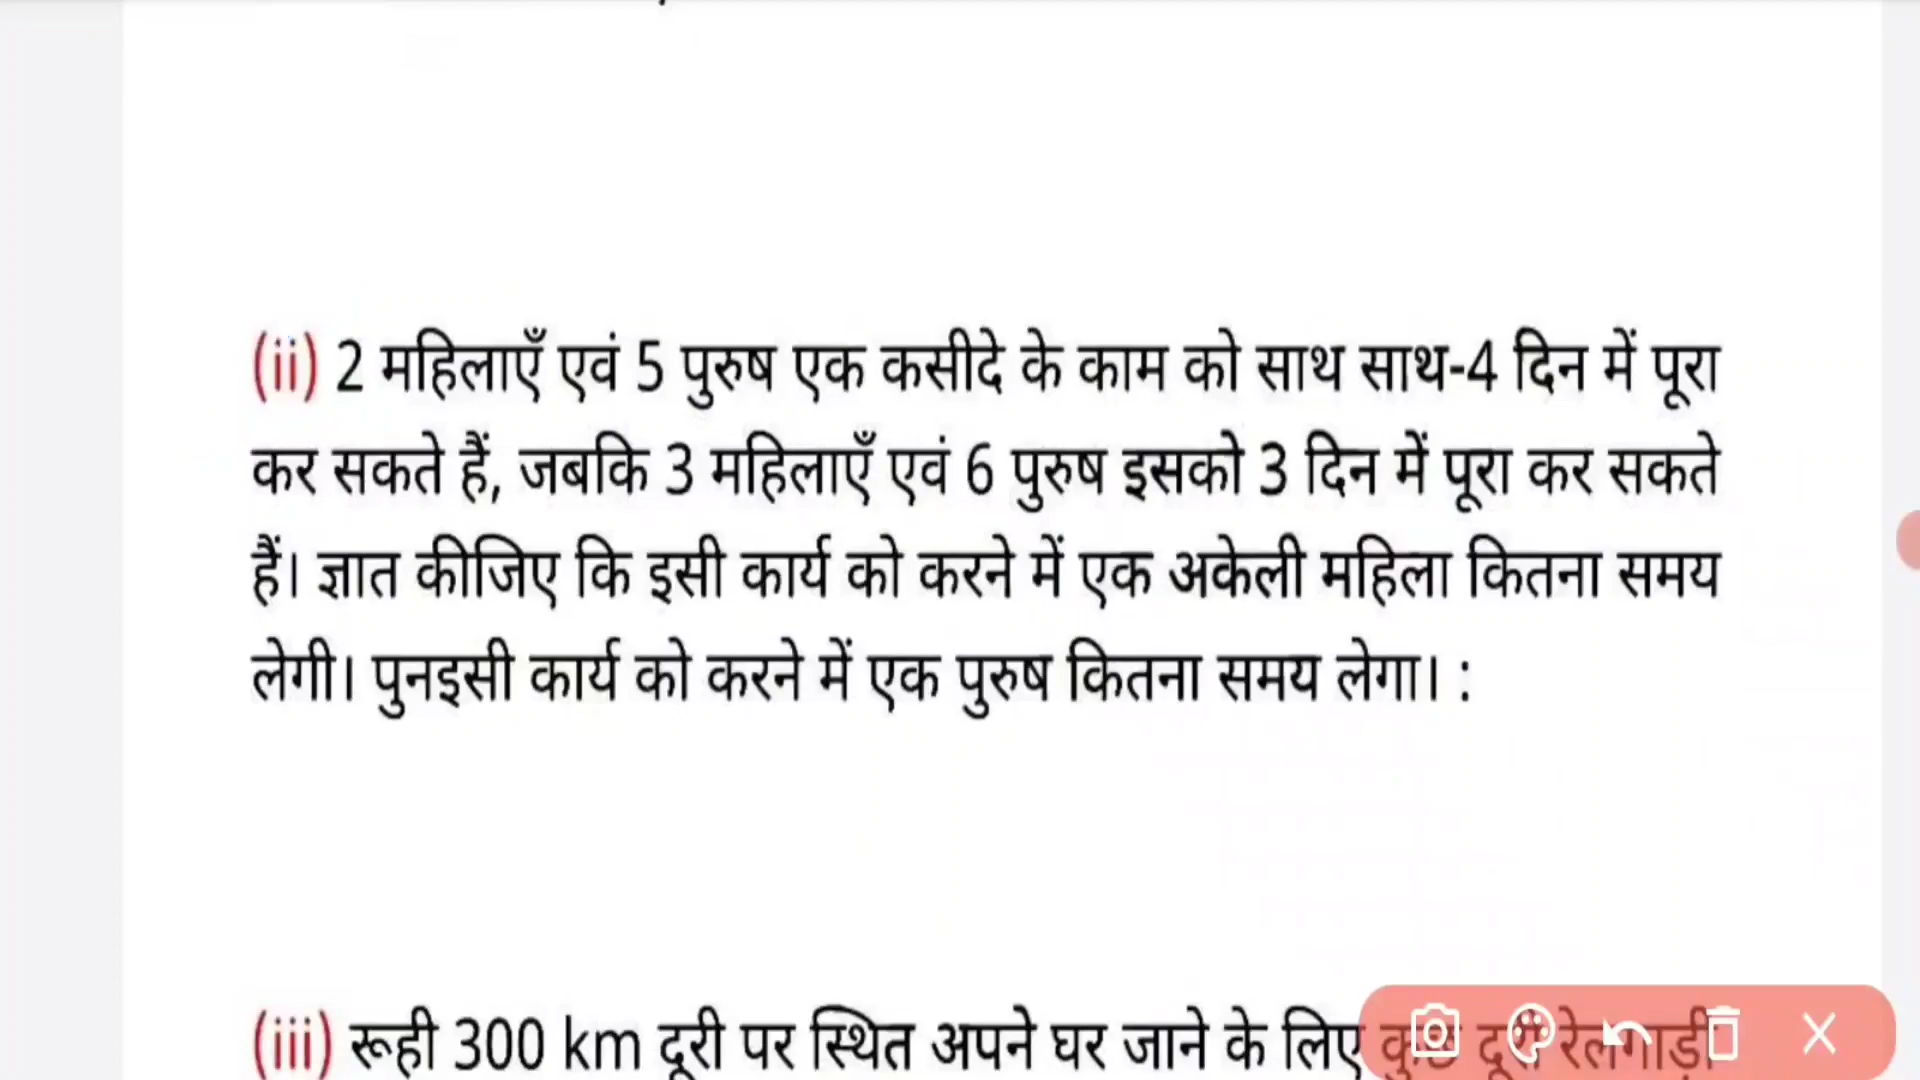 (ii) 2 महिलाएँ एवं 5 पुरुष एक कसीदे के काम को साथ साथ-4 दिन में पूरा
कर सकते हैं, जबकि 3 महिलाएँ एवं 6 पुरुष इसको 3 दिन में पूरा कर सकते
हैं। ज्ञात कीजिए कि इसी कार्य को करने में एक अकेली महिला कितना समय
लेगी। पुनइसी कार्य को करने में एक पुरुष कितना समय लेगा। :
(iii) रूही 300 km दूरी पर स्थित अपने घर जाने के लिए कुछ दूरी रेलगाड़ी